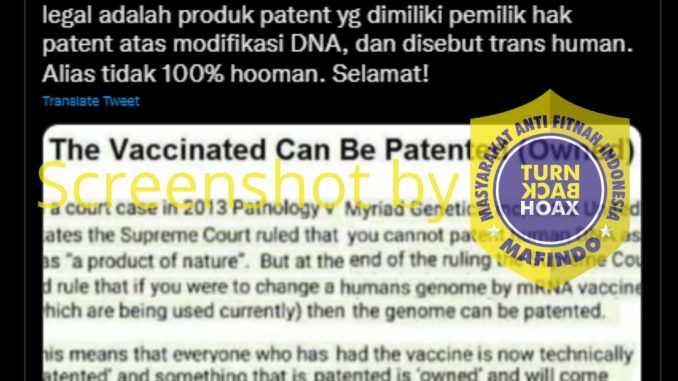 legal adalah produk patent yg dimiliki pemilik hak
patent atas modifikasi DNA, dan disebut trans human.
Alias tidak 100% hooman. Selamat!
Translate Tweet
The Vaccinated Can Be Patented (Owned)
Screenshot by
MASYARAKAT ANTI FITNAH INDONESIA
TURN
BACK
HOAX
MAFINDO
a court case in 2013 Pathology v Myriad Genetic
ates the Supreme Court ruled that you cannot
as "a product of nature". But at the end of the ruling
d rule that if you were to change a humans genome by mRNA vaccine
hich are being used currently) then the genome can be patented.
his means that everyone who has had the vaccine is now technically
atented' and something that is patented is 'owned' and will come